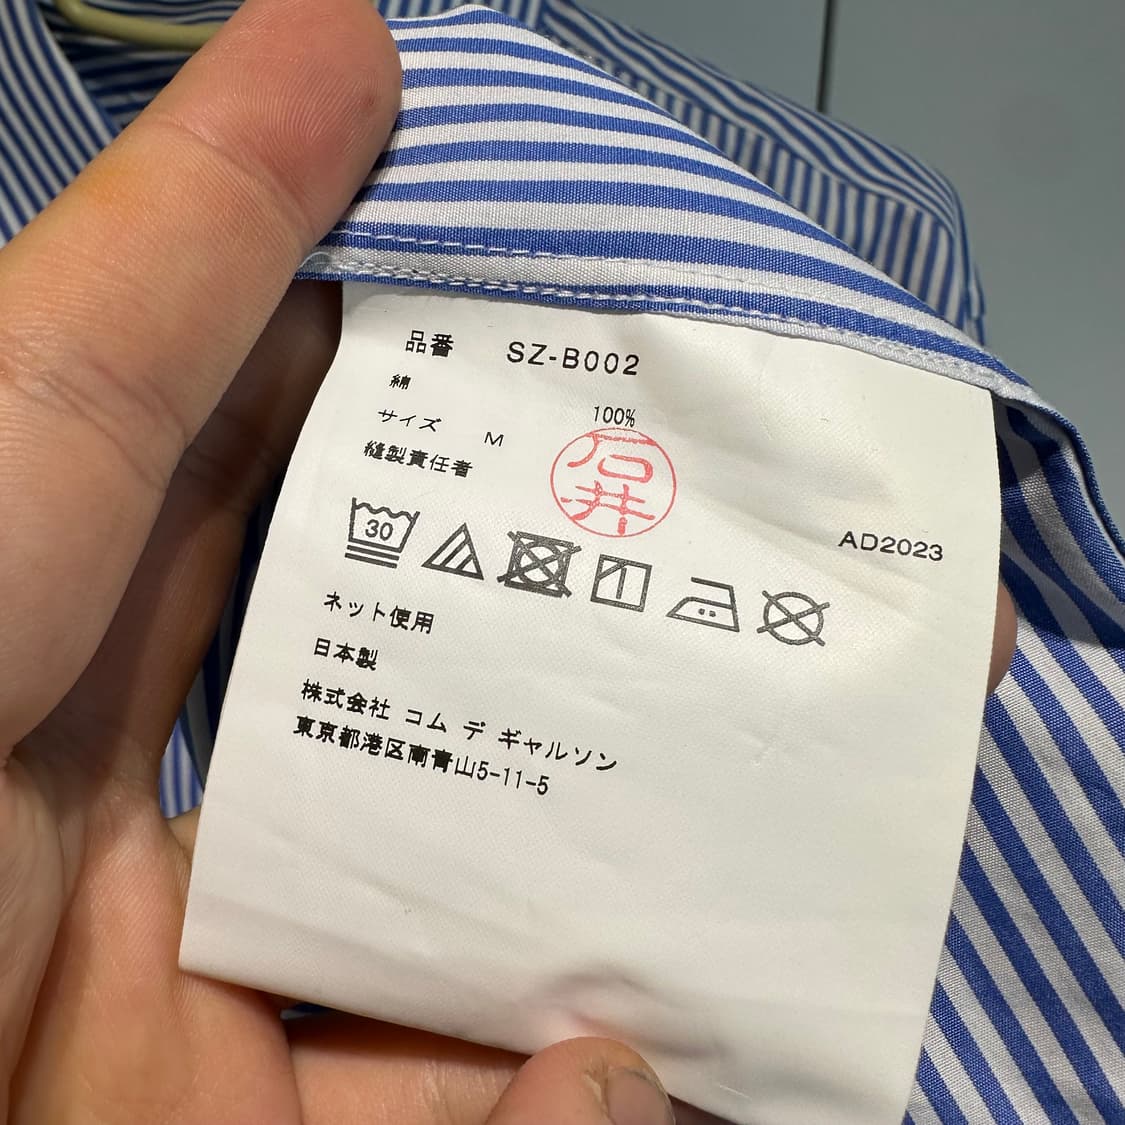 品番 SZ-B002
綿 100%
サイズ M
縫製責任者 石井
AD2023
30
ネット使用
日本製
株式会社 コム デ ギャルソン
東京都港区南青山5-11-5